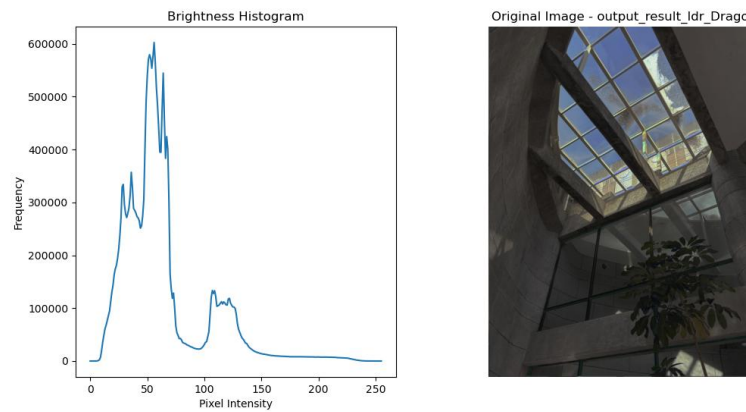 Brightness Histogram
Original Image - output_result_ldr_Drago
600000
500000
400000
300000
200000
100000
0
Frequency
0 50 100 150 200 250
Pixel Intensity